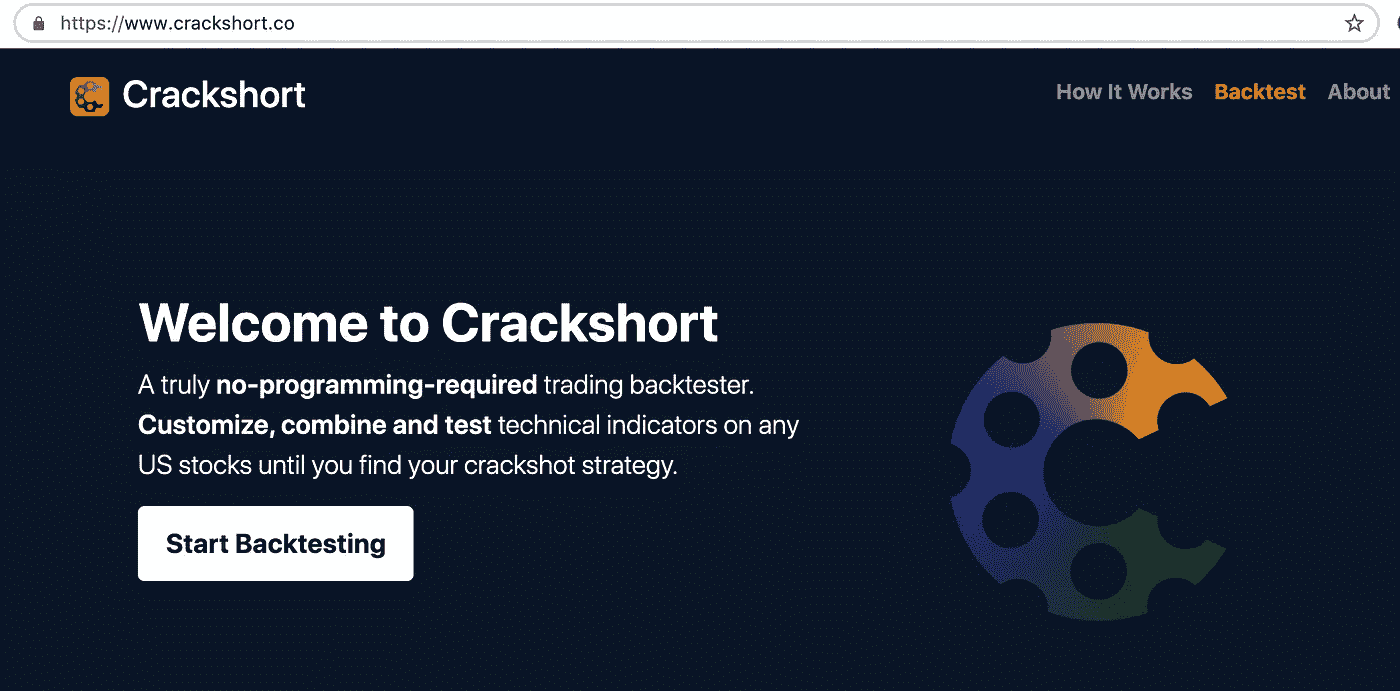 https://www.crackshort.co
Crackshort
How It Works Backtest About
Welcome to Crackshort
A truly no-programming-required trading backtester.
Customize, combine and test technical indicators on any
US stocks until you find your crackshot strategy.
Start Backtesting